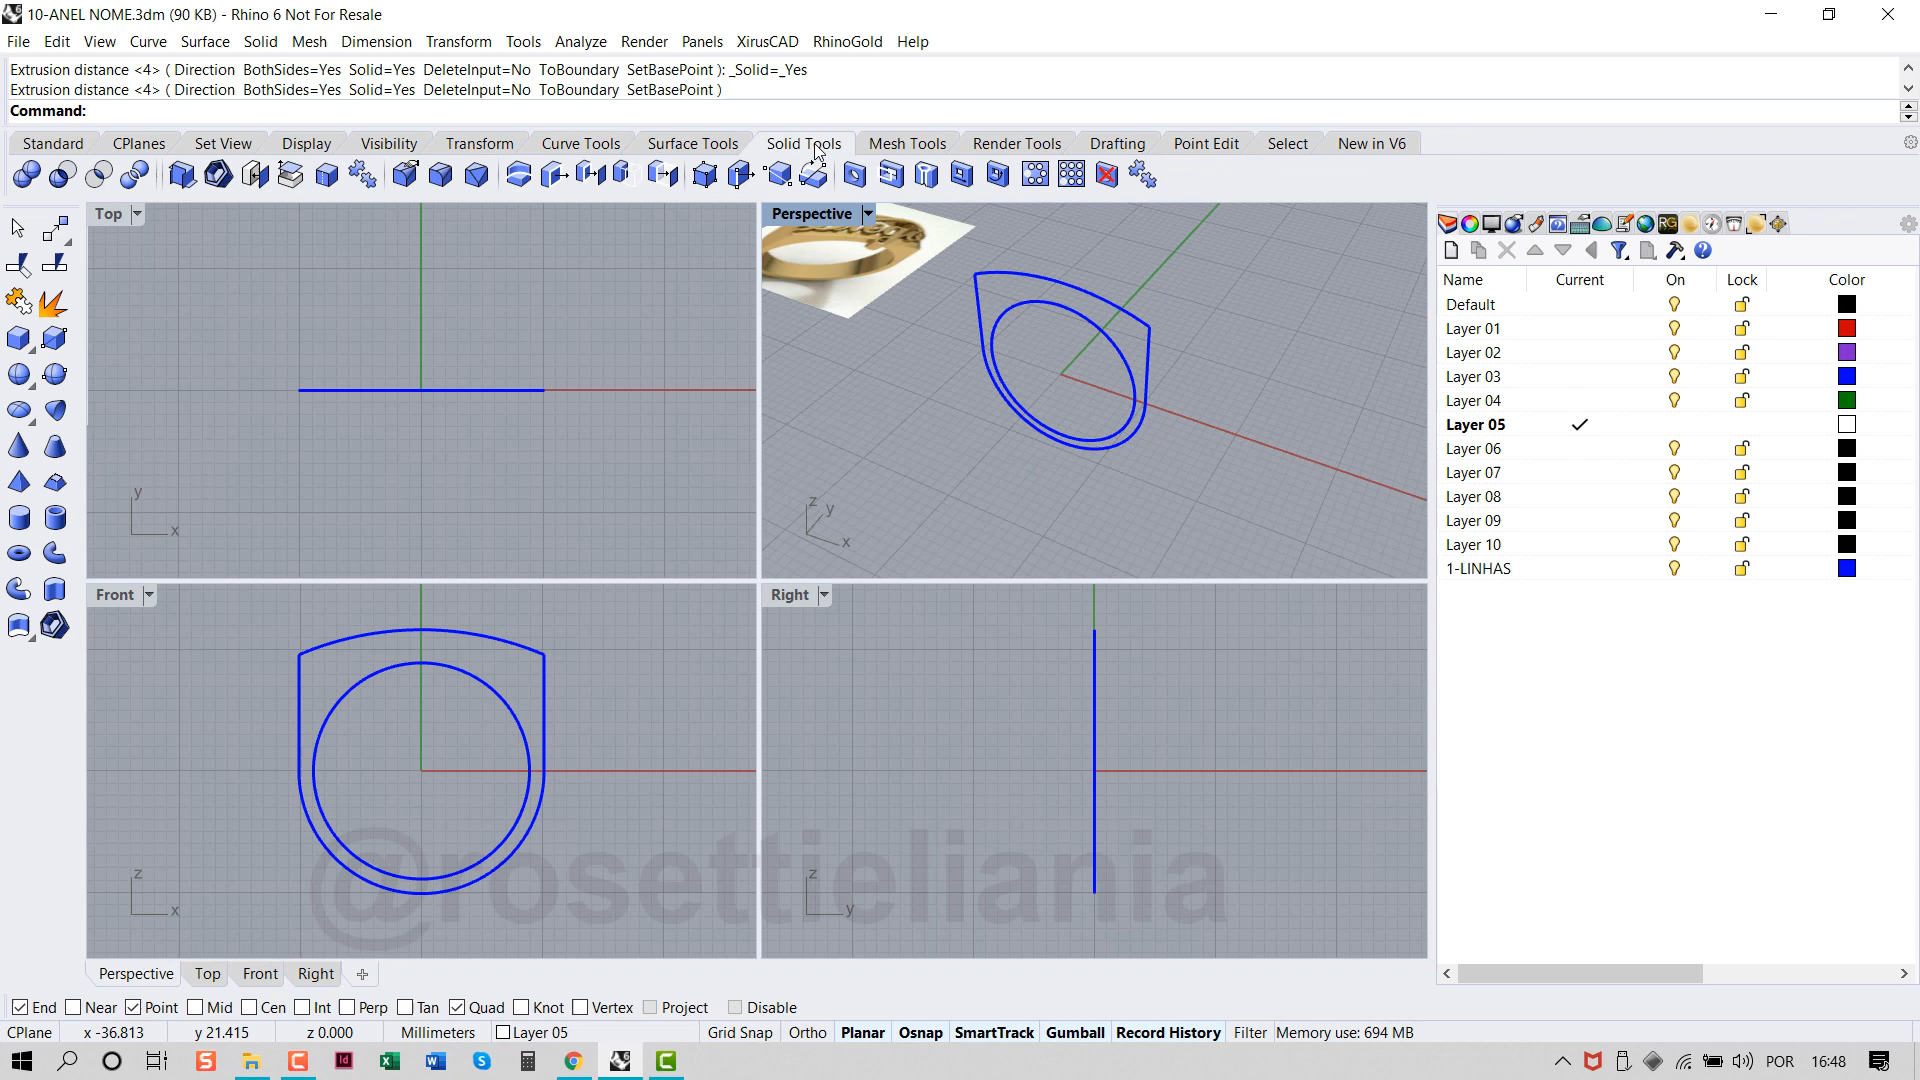 10-ANEL NOME.3dm (90 KB) - Rhino 6 Not For Resale
File Edit View Curve Surface Solid Mesh Dimension Transform Tools Analyze Render Panels XirusCAD RhinoGold Help
Extrusion distance <4> ( Direction BothSides=Yes Solid=Yes DeleteInput=No ToBoundary SetBasePoint ): _Solid=_Yes
Extrusion distance <4> ( Direction BothSides=Yes Solid=Yes DeleteInput=No ToBoundary SetBasePoint )
Command:
Standard CPlanes Set View Display Visibility Transform Curve Tools Surface Tools Solid Tools Mesh Tools Render Tools Drafting Point Edit Select New in V6
Top
Perspective
y
x
z
y
x
Front
Right
z
x
z
y
@rosetticliania
Name Current On Lock Color
Default
Layer 01
Layer 02
Layer 03
Layer 04
Layer 05
Layer 06
Layer 07
Layer 08
Layer 09
Layer 10
1-LINHAS
Perspective Top Front Right
End Near Point Mid Cen Int Perp Tan Quad Knot Vertex Project Disable
CPlane x -36.813 y 21.415 z 0.000 Millimeters Layer 05 Grid Snap Ortho Planar Osnap SmartTrack Gumball Record History Filter Memory use: 694 MB
POR 16:48